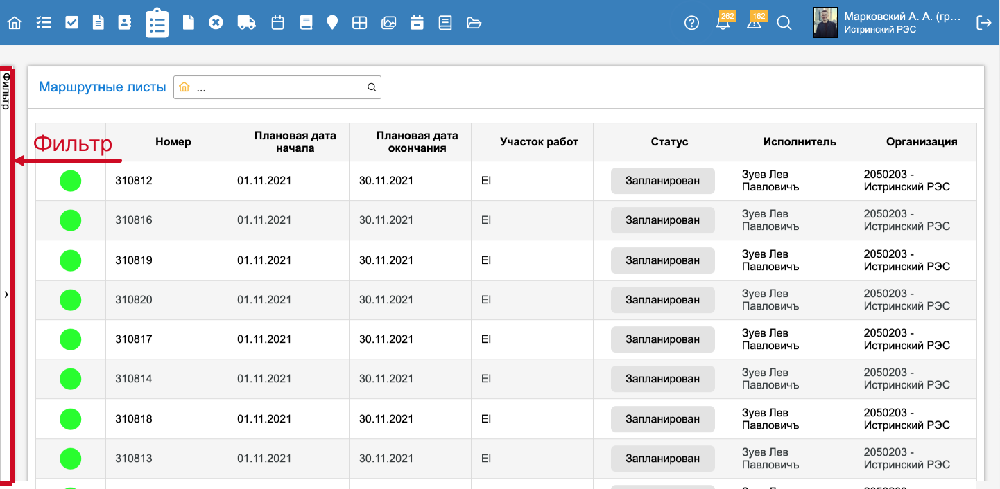 262
162
Марковский А. А. (гр...
Истринский РЭС
Фильтр
Маршрутные листы
...
Фильтр
Номер
Плановая дата
начала
Плановая дата
окончания
Участок работ
Статус
Исполнитель
Организация
310812
01.11.2021
30.11.2021
El
Запланирован
Зуев Лев
Павловичъ
2050203 -
Истринский РЭС
310816
01.11.2021
30.11.2021
El
Запланирован
Зуев Лев
Павловичъ
2050203 -
Истринский РЭС
310819
01.11.2021
30.11.2021
El
Запланирован
Зуев Лев
Павловичъ
2050203 -
Истринский РЭС
310820
01.11.2021
30.11.2021
El
Запланирован
Зуев Лев
Павловичъ
2050203 -
Истринский РЭС
310817
01.11.2021
30.11.2021
El
Запланирован
Зуев Лев
Павловичъ
2050203 -
Истринский РЭС
310814
01.11.2021
30.11.2021
El
Запланирован
Зуев Лев
Павловичъ
2050203 -
Истринский РЭС
310818
01.11.2021
30.11.2021
El
Запланирован
Зуев Лев
Павловичъ
2050203 -
Истринский РЭС
310813
01.11.2021
30.11.2021
El
Запланирован
Зуев Лев
Павловичъ
2050203 -
Истринский РЭС